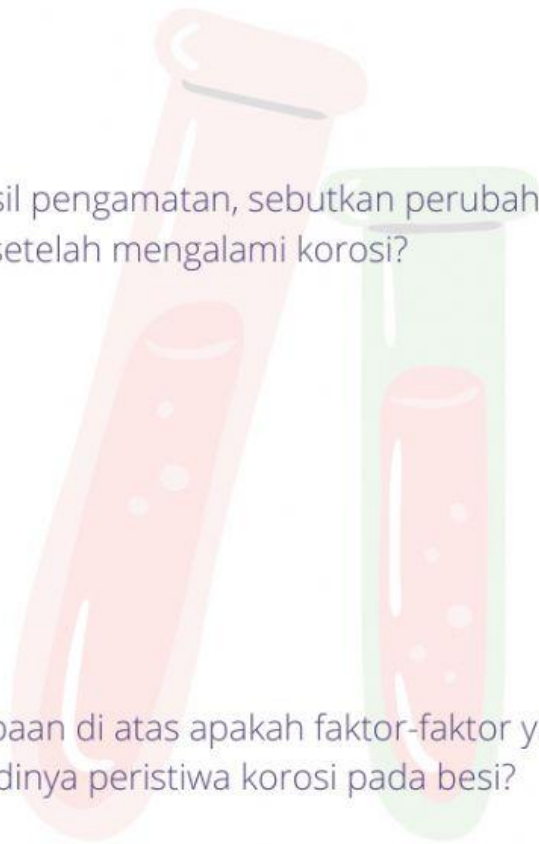 sil pengamatan, sebutkan perubah
setelah mengalami korosi?
baan di atas apakah faktor-faktor y
dinya peristiwa korosi pada besi?